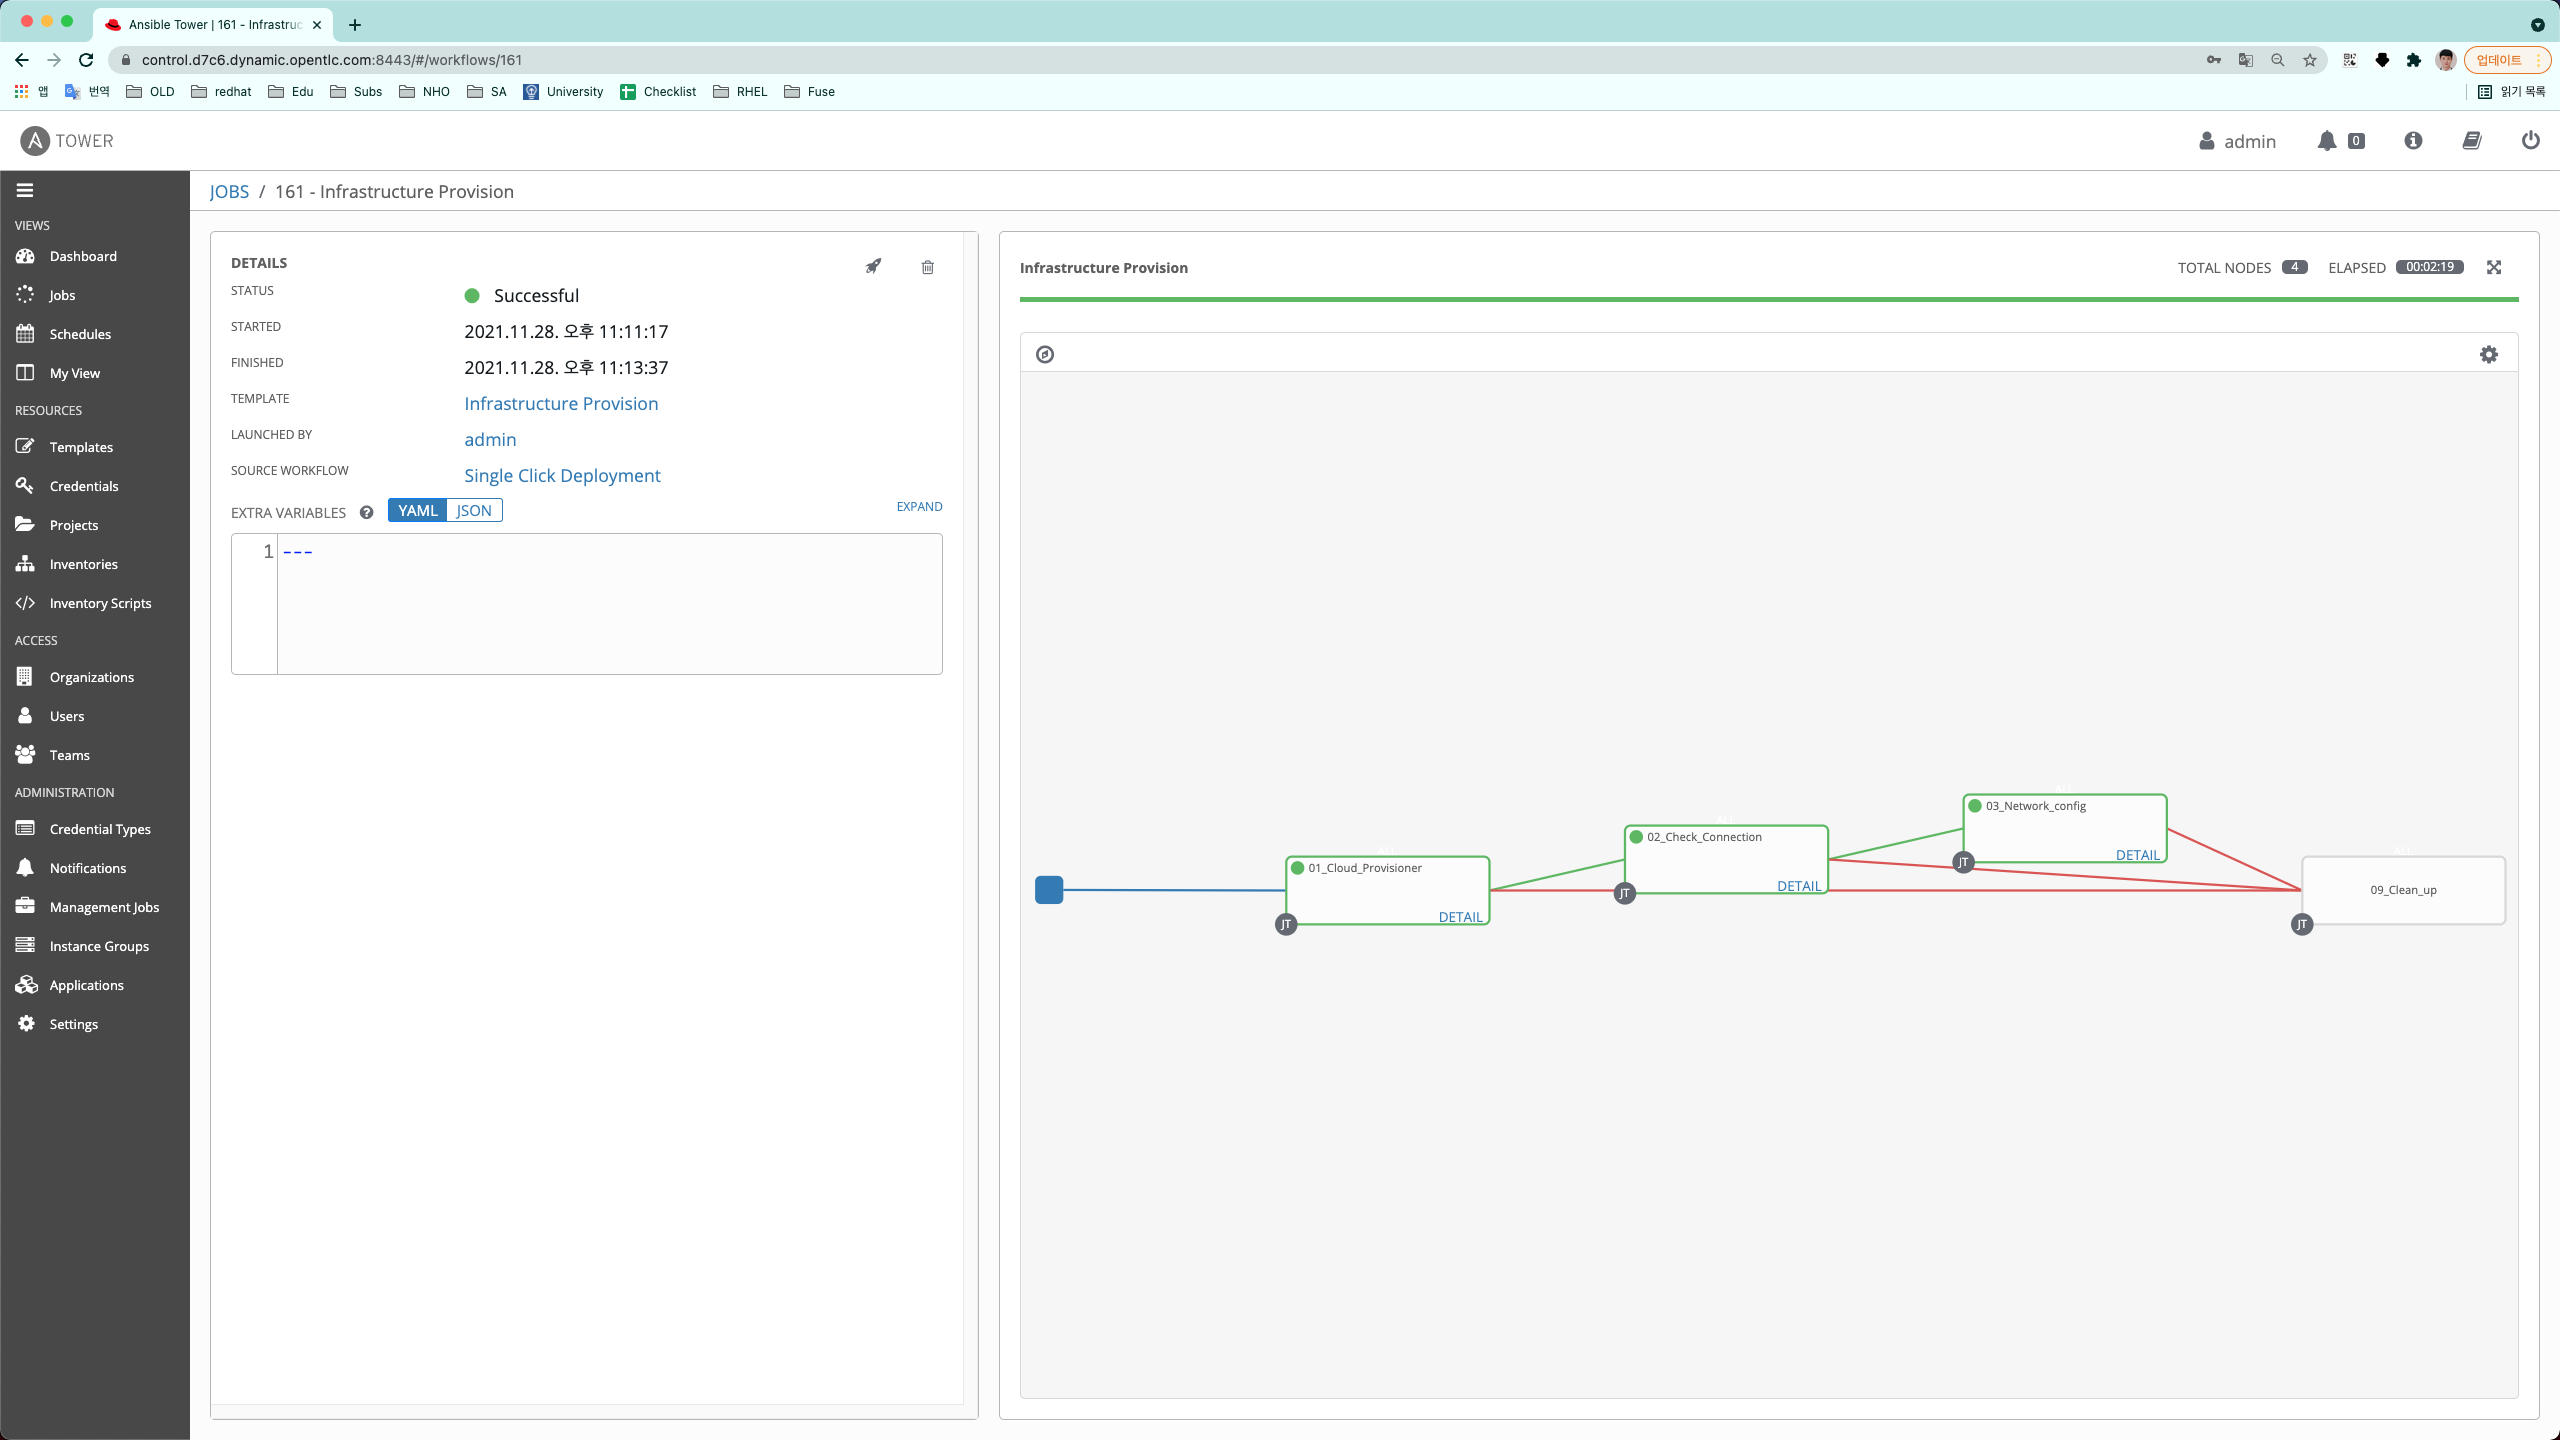 Ansible Tower | 161 - Infrastruc
control.d7c6.dynamic.opentlc.com:8443/#/workflows/161
업데이트
앱
번역
OLD
redhat
Edu
Subs
NHO
SA
University
Checklist
RHEL
Fuse
읽기 목록
A TOWER
admin
0
JOBS / 161 - Infrastructure Provision
VIEWS
Dashboard
Jobs
Schedules
My View
RESOURCES
Templates
Credentials
Projects
Inventories
Inventory Scripts
ACCESS
Organizations
Users
Teams
ADMINISTRATION
Credential Types
Notifications
Management Jobs
Instance Groups
Applications
Settings
DETAILS
STATUS Successful
STARTED 2021.11.28. 오후 11:11:17
FINISHED 2021.11.28. 오후 11:13:37
TEMPLATE Infrastructure Provision
LAUNCHED BY admin
SOURCE WORKFLOW Single Click Deployment
EXTRA VARIABLES ? YAML JSON EXPAND
1 ---
Infrastructure Provision
TOTAL NODES 4 ELAPSED 00:02:19
ALL
01_Cloud_Provisioner
DETAIL
JT
ALL
02_Check_Connection
DETAIL
JT
ALL
03_Network_config
DETAIL
JT
ALL
09_Clean_up
JT